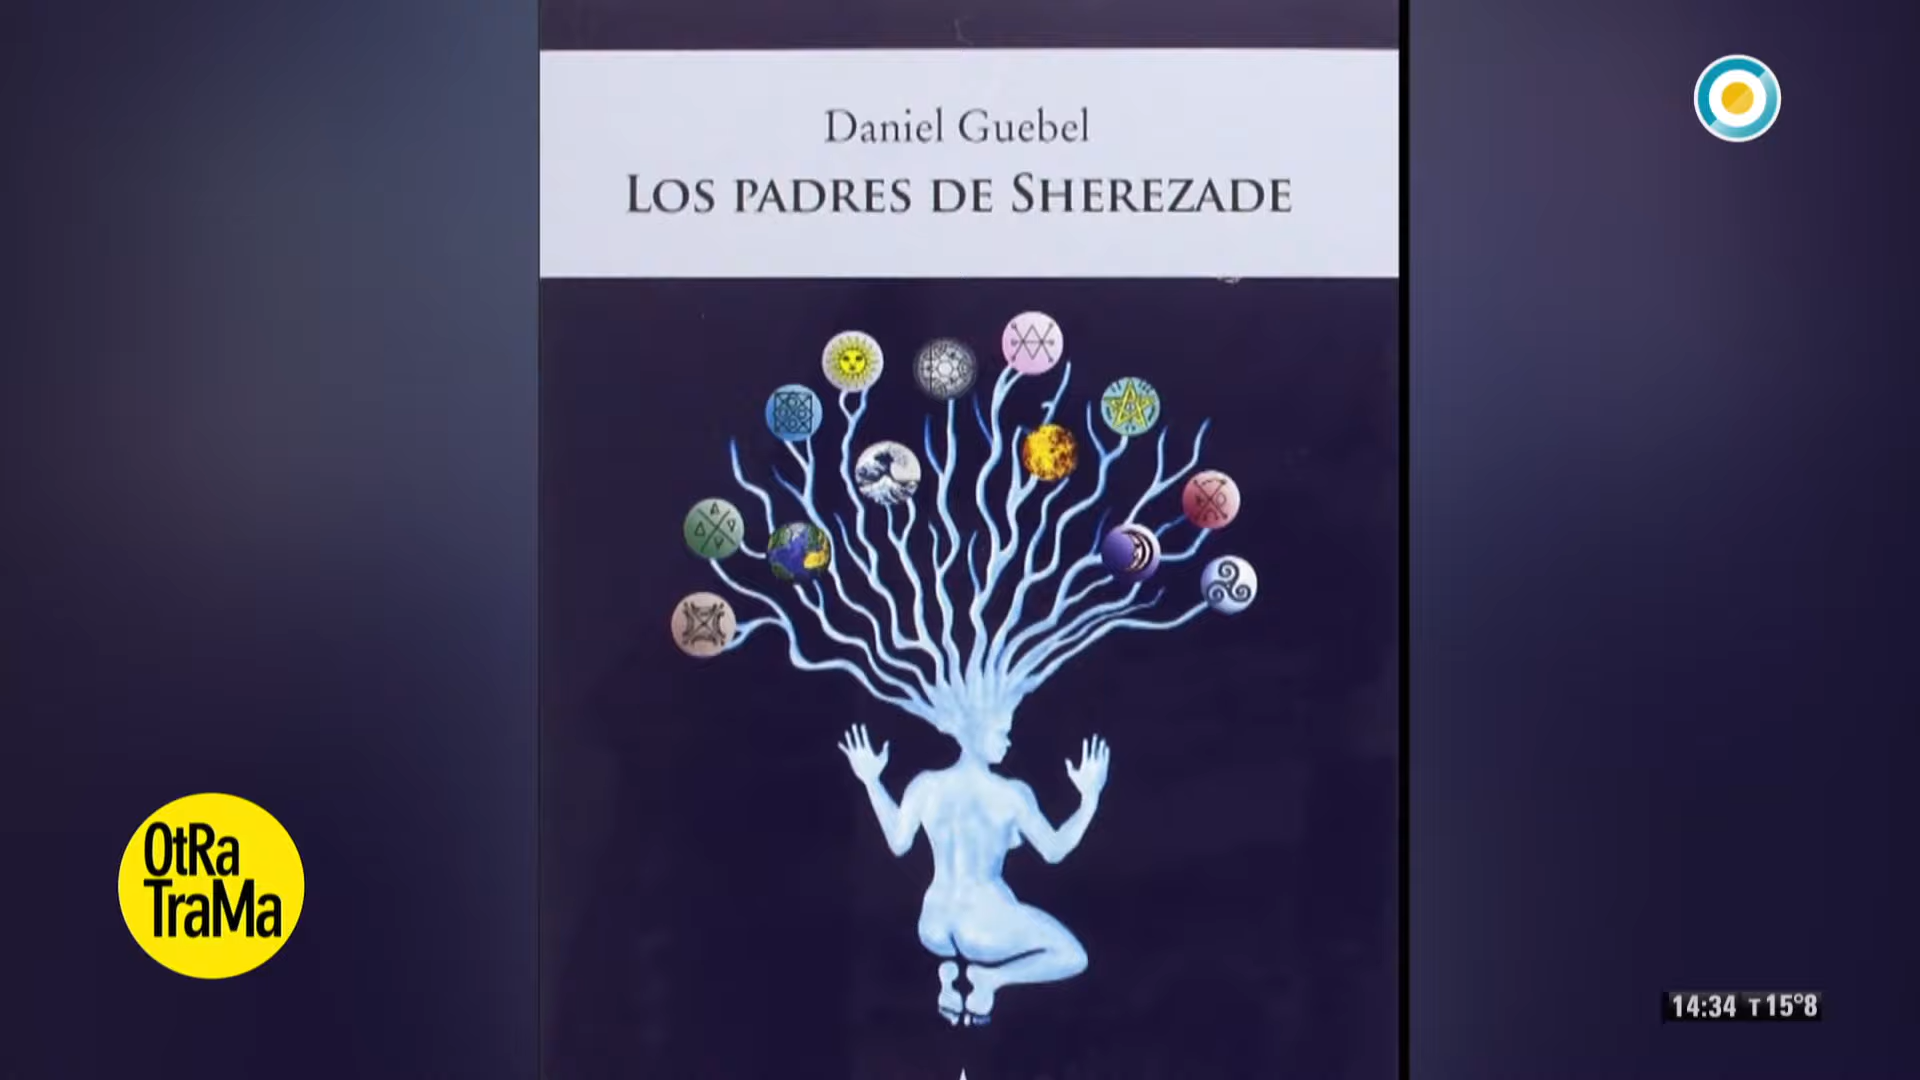 Daniel Guebel
LOS PADRES DE SHEREZADE
OtRa
TraMa
14:34 T 15°8